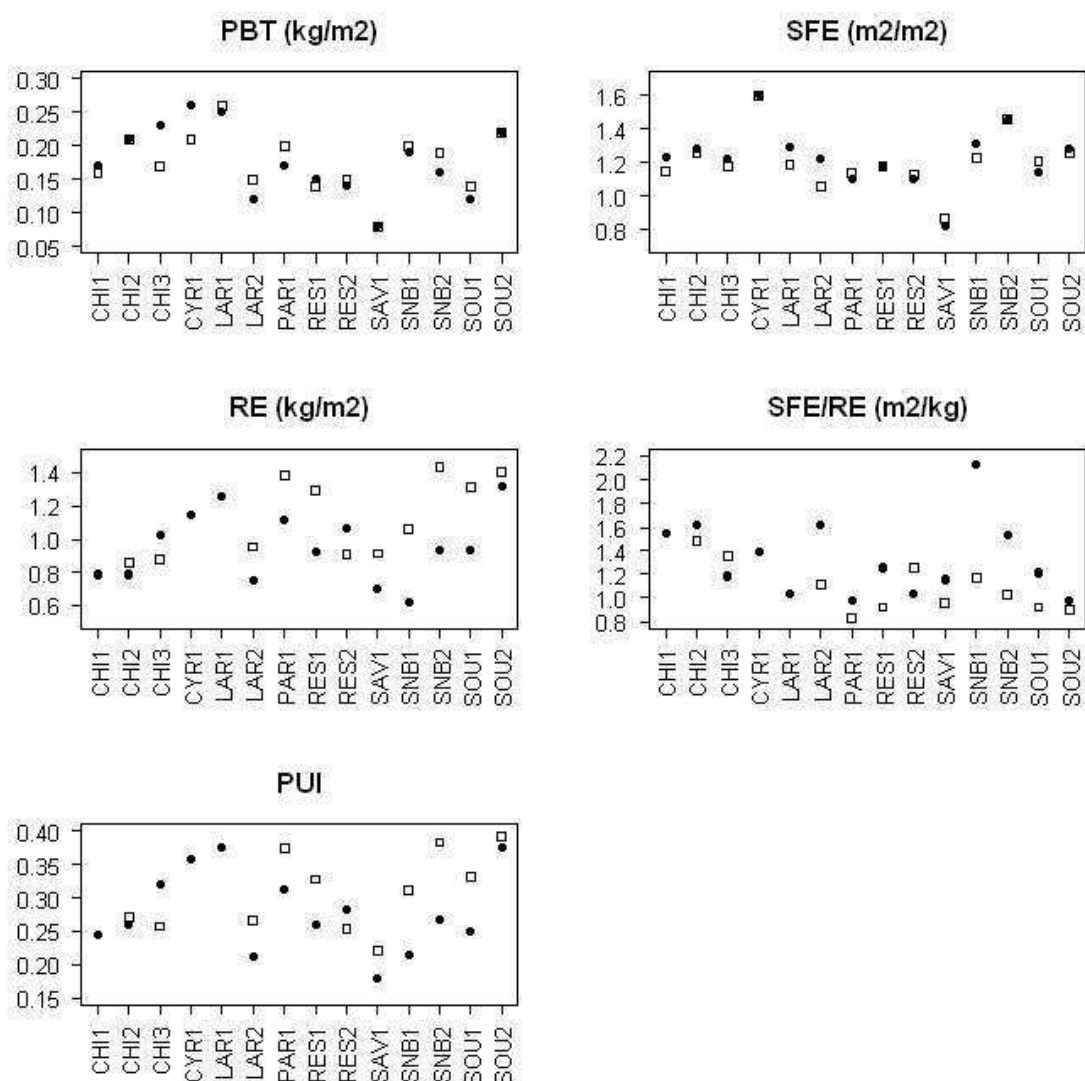 PBT (kg/m2)
0.30
0.25
0.20
0.15
0.10
0.05
CHI1
CHI2
CHI3
CYR1
LAR1
LAR2
PAR1
RES1
RES2
SAV1
SNB1
SNB2
SOU1
SOU2
SFE (m2/m2)
1.6
1.4
1.2
1.0
0.8
CHI1
CHI2
CHI3
CYR1
LAR1
LAR2
PAR1
RES1
RES2
SAV1
SNB1
SNB2
SOU1
SOU2
RE (kg/m2)
1.4
1.2
1.0
0.8
0.6
CHI1
CHI2
CHI3
CYR1
LAR1
LAR2
PAR1
RES1
RES2
SAV1
SNB1
SNB2
SOU1
SOU2
SFE/RE (m2/kg)
2.2
2.0
1.8
1.6
1.4
1.2
1.0
0.8
CHI1
CHI2
CHI3
CYR1
LAR1
LAR2
PAR1
RES1
RES2
SAV1
SNB1
SNB2
SOU1
SOU2
PUI
0.40
0.35
0.30
0.25
0.20
0.15
CHI1
CHI2
CHI3
CYR1
LAR1
LAR2
PAR1
RES1
RES2
SAV1
SNB1
SNB2
SOU1
SOU2